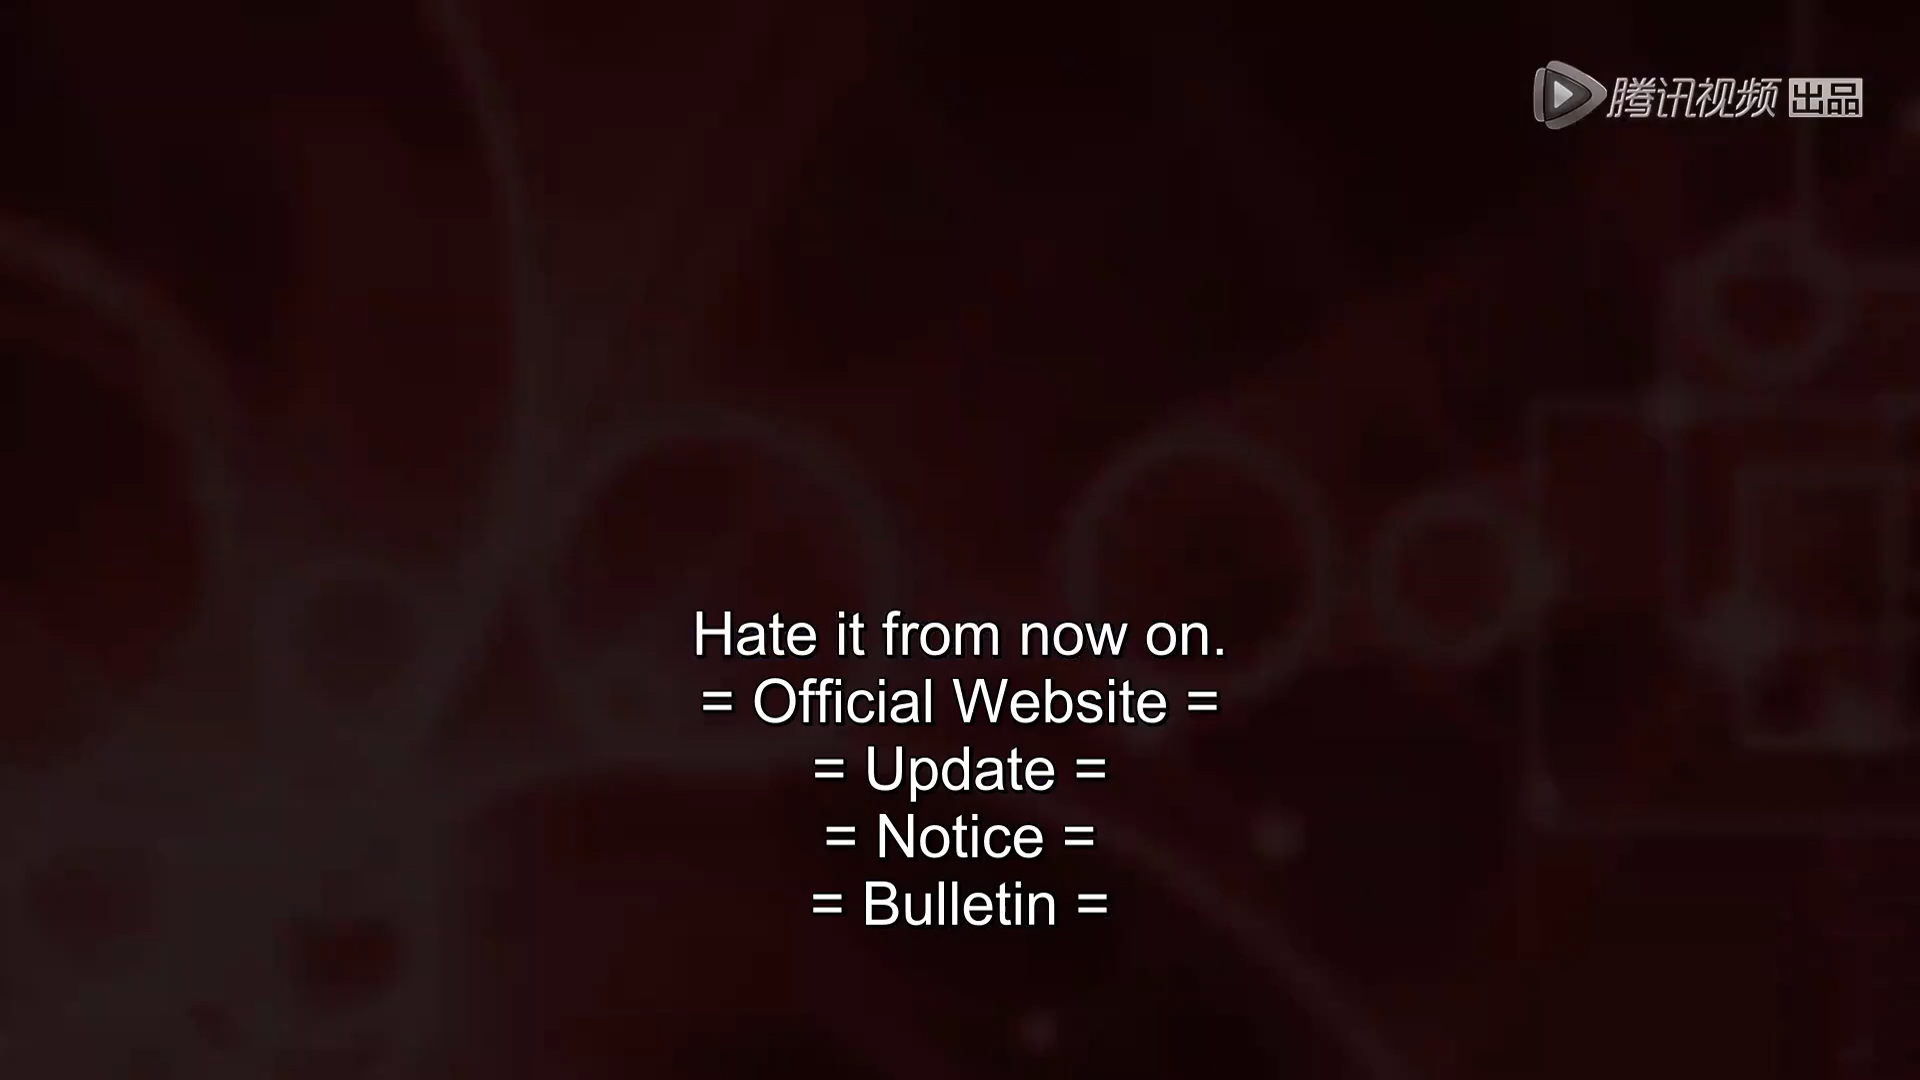 腾讯视频 出品
Hate it from now on.
= Official Website =
= Update =
= Notice =
= Bulletin =